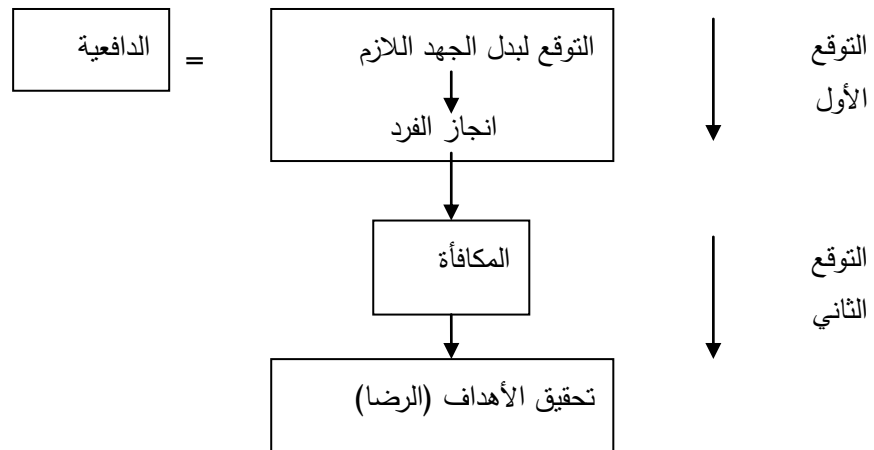 التوقع
الأول
التوقع لبدل الجهد اللازم
انجاز الفرد
=
الدافعية
التوقع
الثاني
المكافأة
تحقيق الأهداف (الرضا)